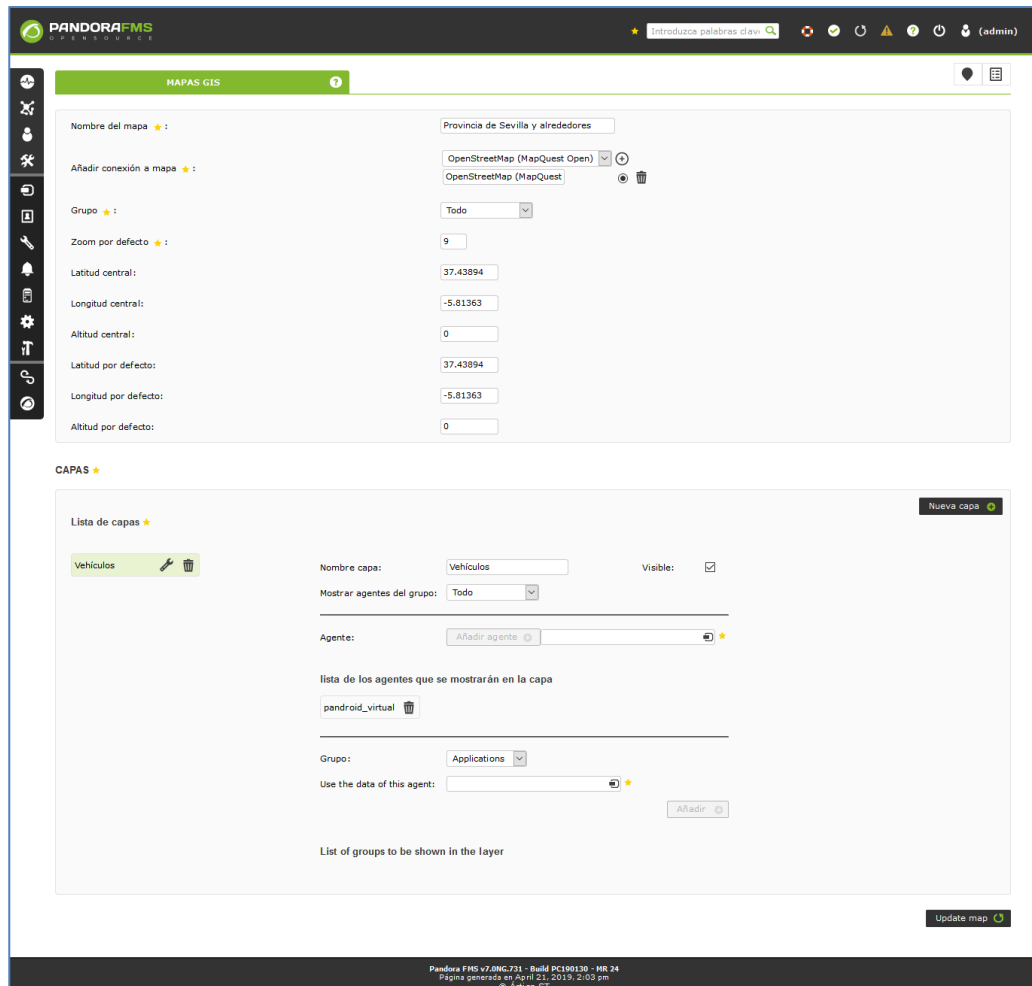 PANDORAFMS
OPENSOURCE
Introduzca palabras clav
(admin)
MAPAS GIS
Nombre del mapa : Provincia de Sevilla y alrededores
Añadir conexión a mapa : OpenStreetMap (MapQuest Open)
OpenStreetMap (MapQuest
Grupo : Todo
Zoom por defecto : 9
Latitud central: 37.43894
Longitud central: -5.81363
Altitud central: 0
Latitud por defecto: 37.43894
Longitud por defecto: -5.81363
Altitud por defecto: 0
CAPAS
Nueva capa
Lista de capas
Vehículos
Nombre capa: Vehículos Visible:
Mostrar agentes del grupo: Todo
Agente: Añadir agente
lista de los agentes que se mostrarán en la capa
pandroid_virtual
Grupo: Applications
Use the data of this agent:
Añadir
List of groups to be shown in the layer
Update map
Pandora FMS v7.0NG.731 - Build PC190130 - MR 24
Página generada en April 21, 2019, 2:03 pm
© Ártica ST